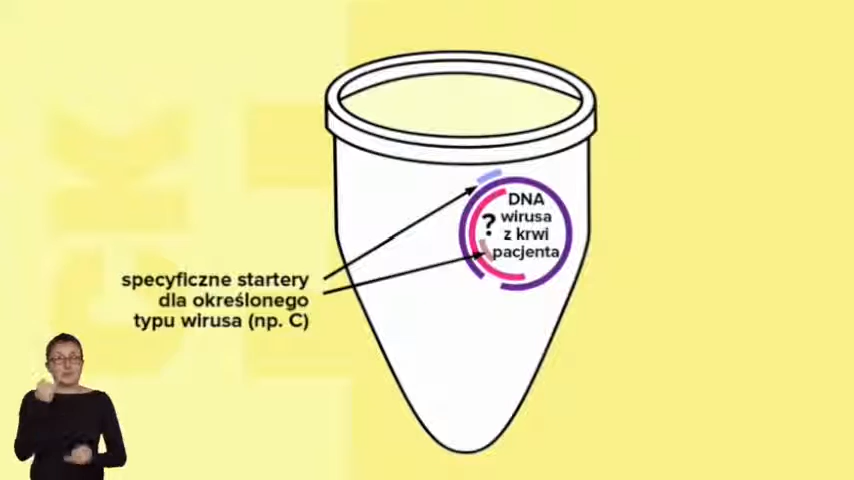 DNA
wirusa
?
z krwi
pacjenta
specyficzne startery
dla określonego
typu wirusa (np. C)